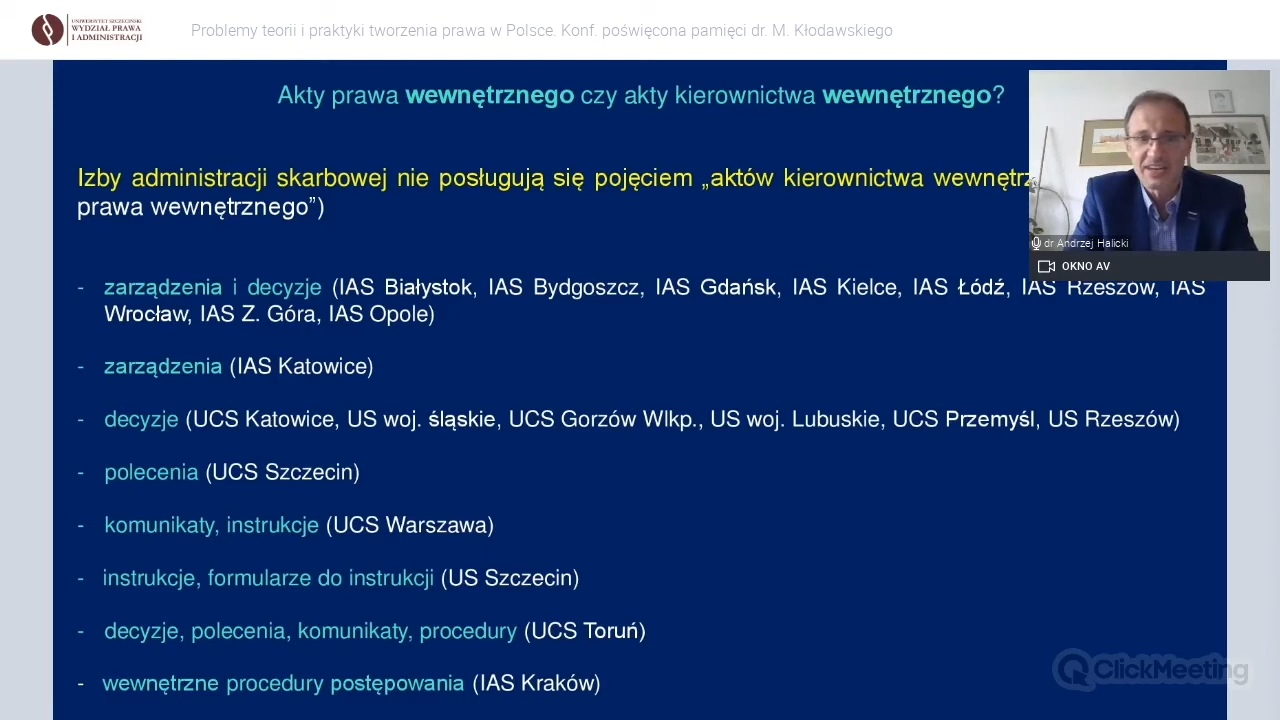 UNIWERSYTET SZCZECIŃSKI
WYDZIAŁ PRAWA
I ADMINISTRACJI
Problemy teorii i praktyki tworzenia prawa w Polsce. Konf. poświęcona pamięci dr. M. Kłodawskiego
Akty prawa wewnętrznego czy akty kierownictwa wewnętrznego?
Izby administracji skarbowej nie posługują się pojęciem „aktów kierownictwa
prawa wewnętrznego”)
dr Andrzej Halicki
OKNO AV
- zarządzenia i decyzje (IAS Białystok, IAS Bydgoszcz, IAS Gdańsk, IAS Kielce, IAS Łódź, IAS Rzeszów, IAS
Wrocław, IAS Z. Góra, IAS Opole)
- zarządzenia (IAS Katowice)
- decyzje (UCS Katowice, US woj. śląskie, UCS Gorzów Wlkp., US woj. Lubuskie, UCS Przemyśl, US Rzeszów)
- polecenia (UCS Szczecin)
- komunikaty, instrukcje (UCS Warszawa)
- instrukcje, formularze do instrukcji (US Szczecin)
- decyzje, polecenia, komunikaty, procedury (UCS Toruń)
- wewnętrzne procedury postępowania (IAS Kraków)
ClickMeeting